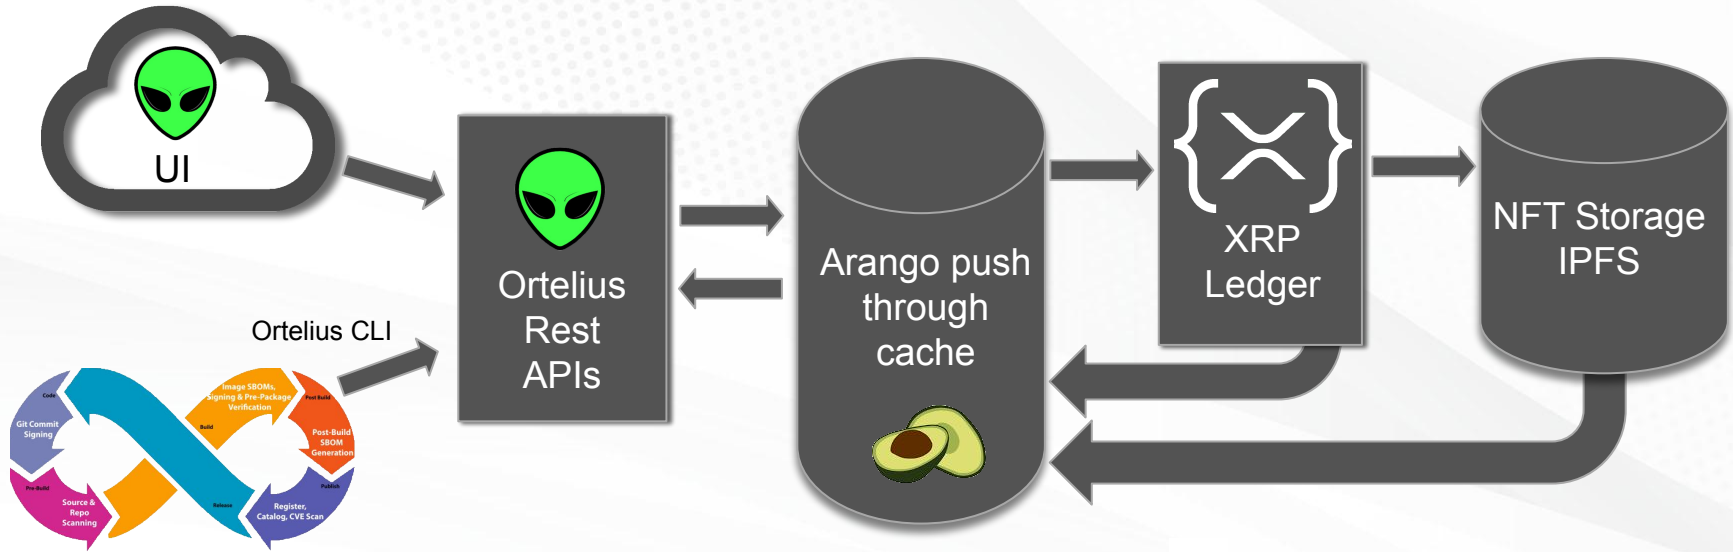 UI
Ortelius CLI
Ortelius
Rest
APIs
Arango push
through
cache
XRP
Ledger
NFT Storage
IPFS
Code
Git Commit
Signing
Pre-Build
Source &
Repo
Scanning
Build
Image SBOMs,
Signing & Pre-Package
Verification
Post Build
Post-Build
SBOM
Generation
Publish
Register,
Catalog, CVE Scan
Release